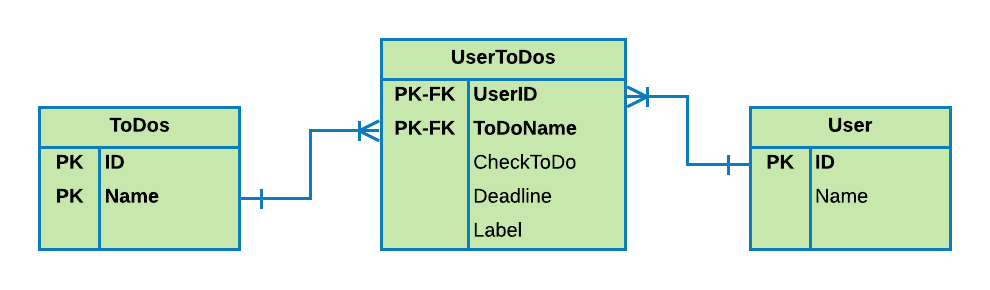 ToDos
PK ID
PK Name
UserToDos
PK-FK UserID
PK-FK ToDoName
CheckToDo
Deadline
Label
User
PK ID
Name